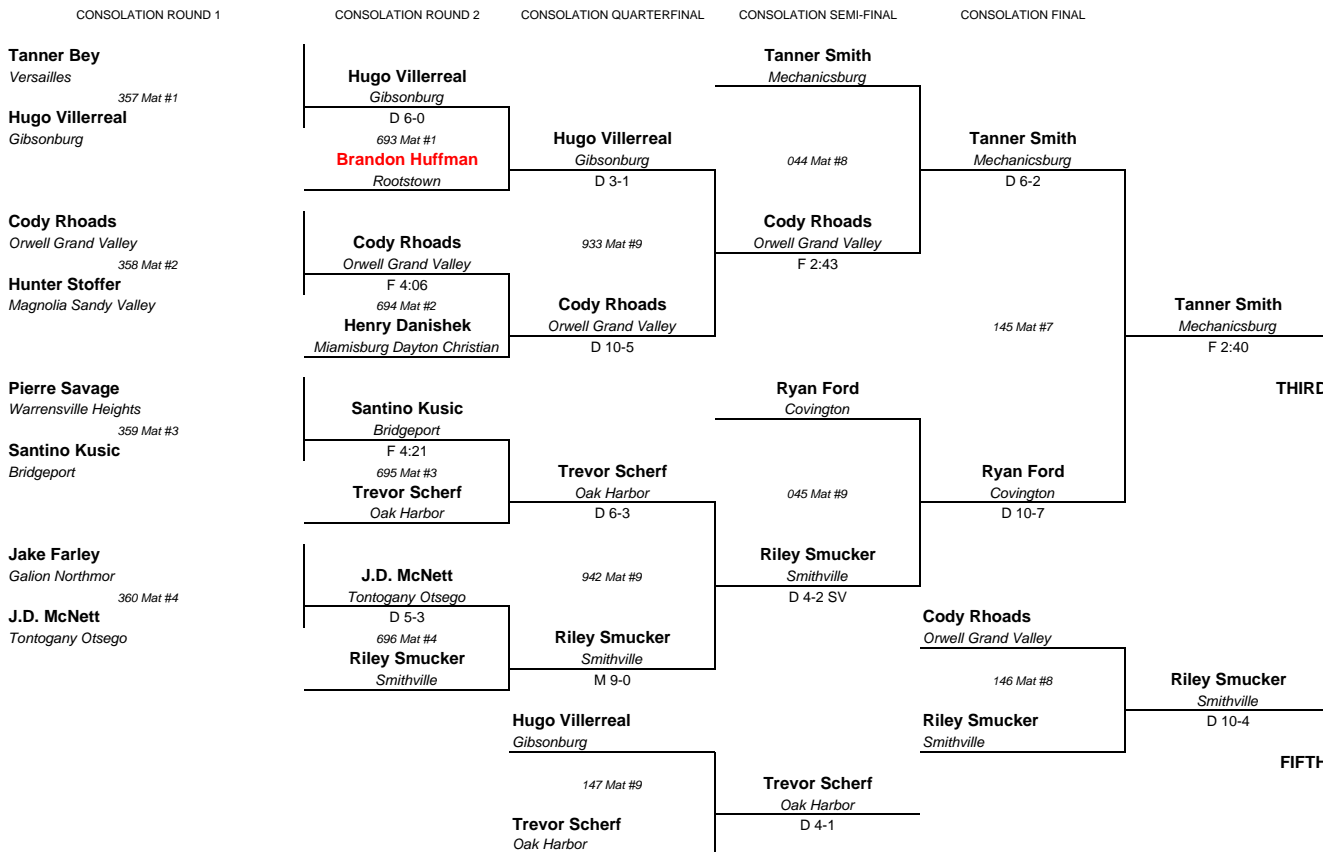 CONSOLATION ROUND 1
CONSOLATION ROUND 2
CONSOLATION QUARTERFINAL
CONSOLATION SEMI-FINAL
CONSOLATION FINAL
Tanner Bey
Versailles
357 Mat #1
Hugo Villerreal
Gibsonburg
Cody Rhoads
Orwell Grand Valley
358 Mat #2
Hunter Stoffer
Magnolia Sandy Valley
Pierre Savage
Warrensville Heights
359 Mat #3
Santino Kusic
Bridgeport
Jake Farley
Galion Northmor
360 Mat #4
J.D. McNett
Tontogany Otsego
Hugo Villerreal
Gibsonburg
D 6-0
693 Mat #1
Brandon Huffman
Rootstown
Cody Rhoads
Orwell Grand Valley
F 4:06
694 Mat #2
Henry Danishek
Miamisburg Dayton Christian
Santino Kusic
Bridgeport
F 4:21
695 Mat #3
Trevor Scherf
Oak Harbor
J.D. McNett
Tontogany Otsego
D 5-3
696 Mat #4
Riley Smucker
Smithville
Hugo Villerreal
Gibsonburg
D 3-1
933 Mat #9
Cody Rhoads
Orwell Grand Valley
D 10-5
Trevor Scherf
Oak Harbor
D 6-3
942 Mat #9
Riley Smucker
Smithville
M 9-0
Hugo Villerreal
Gibsonburg
147 Mat #9
Trevor Scherf
Oak Harbor
Tanner Smith
Mechanicsburg
044 Mat #8
Cody Rhoads
Orwell Grand Valley
F 2:43
Ryan Ford
Covington
045 Mat #9
Riley Smucker
Smithville
D 4-2 SV
Trevor Scherf
Oak Harbor
D 4-1
Tanner Smith
Mechanicsburg
D 6-2
145 Mat #7
Ryan Ford
Covington
D 10-7
Cody Rhoads
Orwell Grand Valley
146 Mat #8
Riley Smucker
Smithville
Tanner Smith
Mechanicsburg
F 2:40
THIRD
Riley Smucker
Smithville
D 10-4
FIFTH